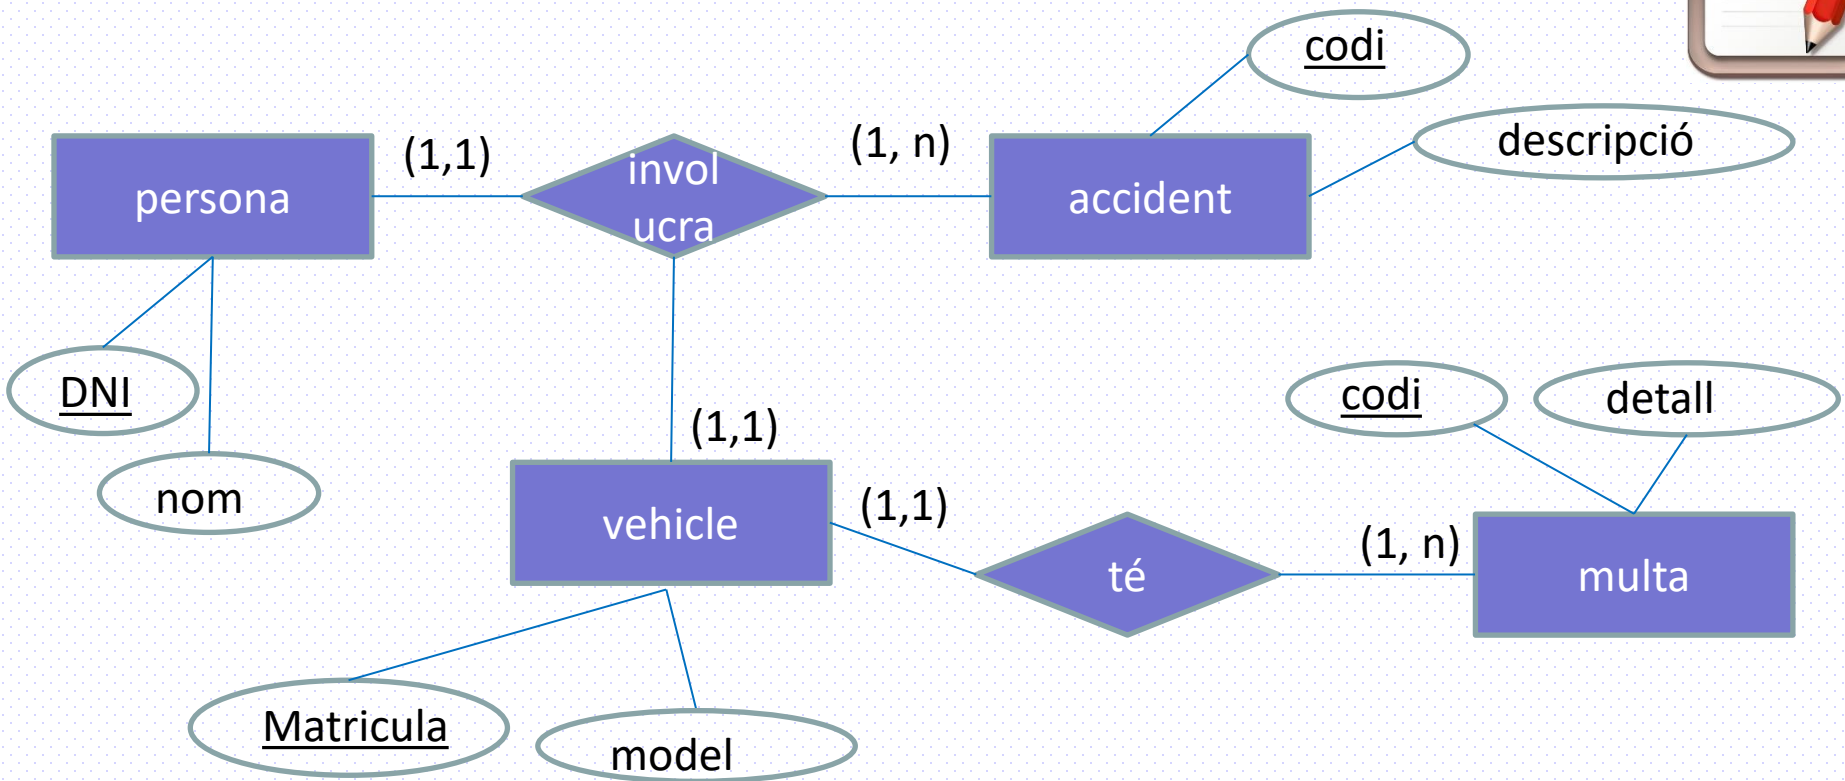 codi
descripció
(1,1)
(1, n)
persona
invol
ucra
accident
DNI
nom
(1,1)
vehicle
(1,1)
té
(1, n)
codi
detall
multa
Matricula
model